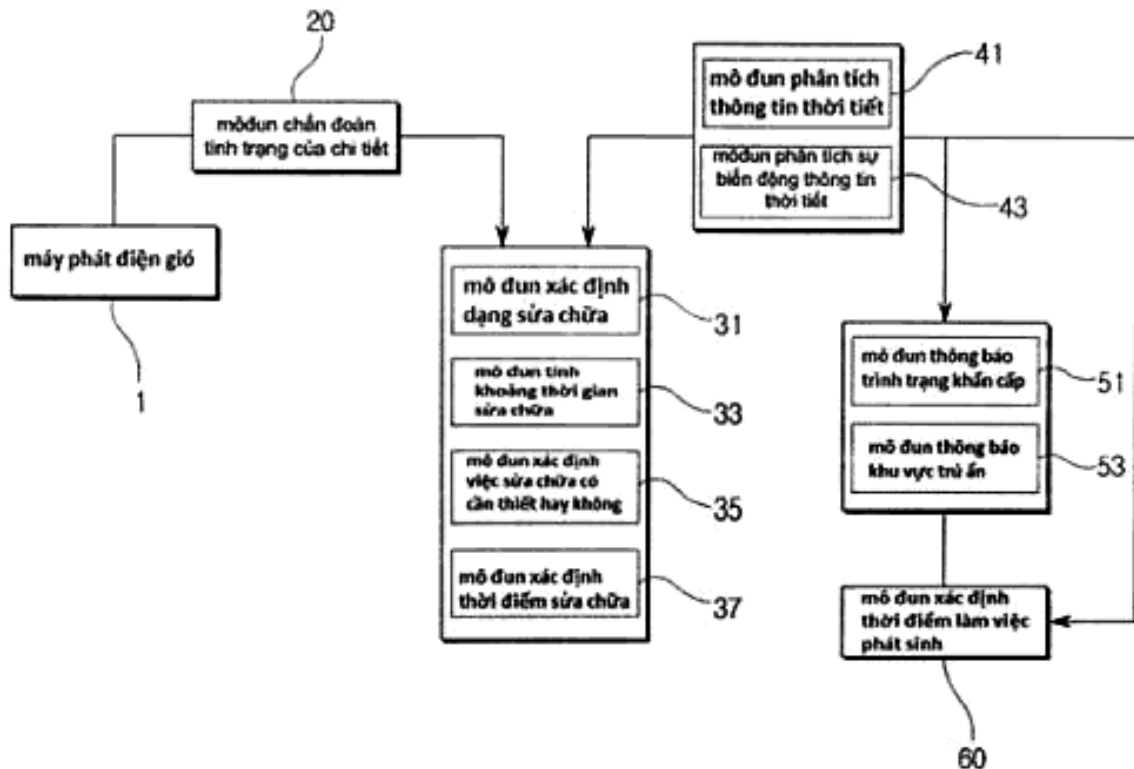 20
môđun chẩn đoán
tình trạng của chi tiết
máy phát điện gió
1
mô đun phân tích
thông tin thời tiết
41
môđun phân tích sự
biến động thông tin
thời tiết
43
mô đun xác định
dạng sửa chữa
31
mô đun tính
khoảng thời gian
sửa chữa
33
mô đun xác định
việc sửa chữa có
cần thiết hay không
35
mô đun xác định
thời điểm sửa chữa
37
mô đun thông báo
trình trạng khẩn cấp
51
mô đun thông báo
khu vực trú ẩn
53
mô đun xác định
thời điểm làm việc
phát sinh
60